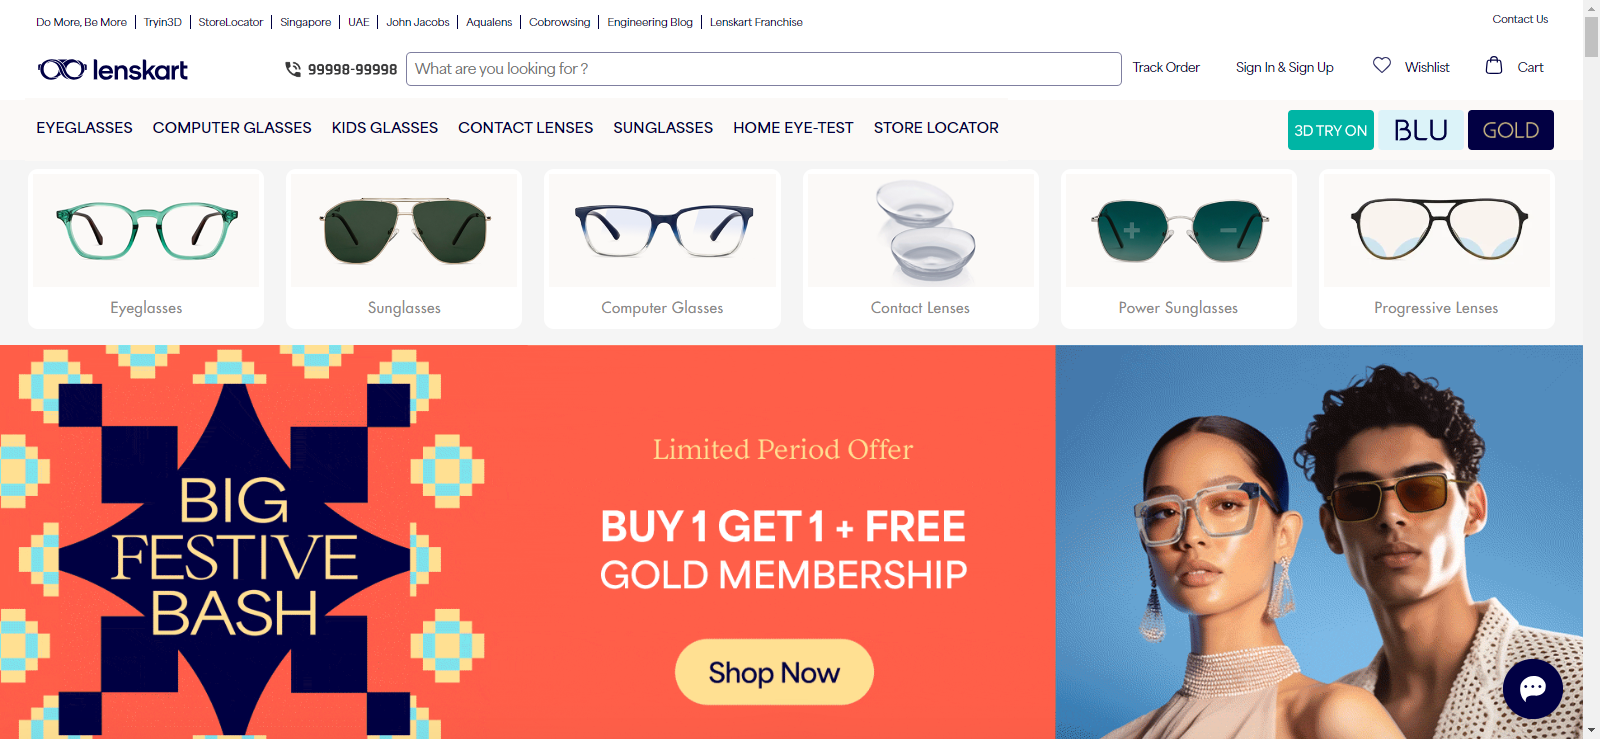 Do More, Be More Tryin3D StoreLocator Singapore UAE John Jacobs Aqualens Cobrowsing Engineering Blog Lenskart Franchise Contact Us
lenskart 99998-99998 What are you looking for ? Track Order Sign In & Sign Up Wishlist Cart
EYEGLASSES COMPUTER GLASSES KIDS GLASSES CONTACT LENSES SUNGLASSES HOME EYE-TEST STORE LOCATOR 3D TRY ON BLU GOLD
Eyeglasses Sunglasses Computer Glasses Contact Lenses Power Sunglasses Progressive Lenses
BIG
FESTIVE
BASH
Limited Period Offer
BUY 1 GET 1 + FREE
GOLD MEMBERSHIP
Shop Now